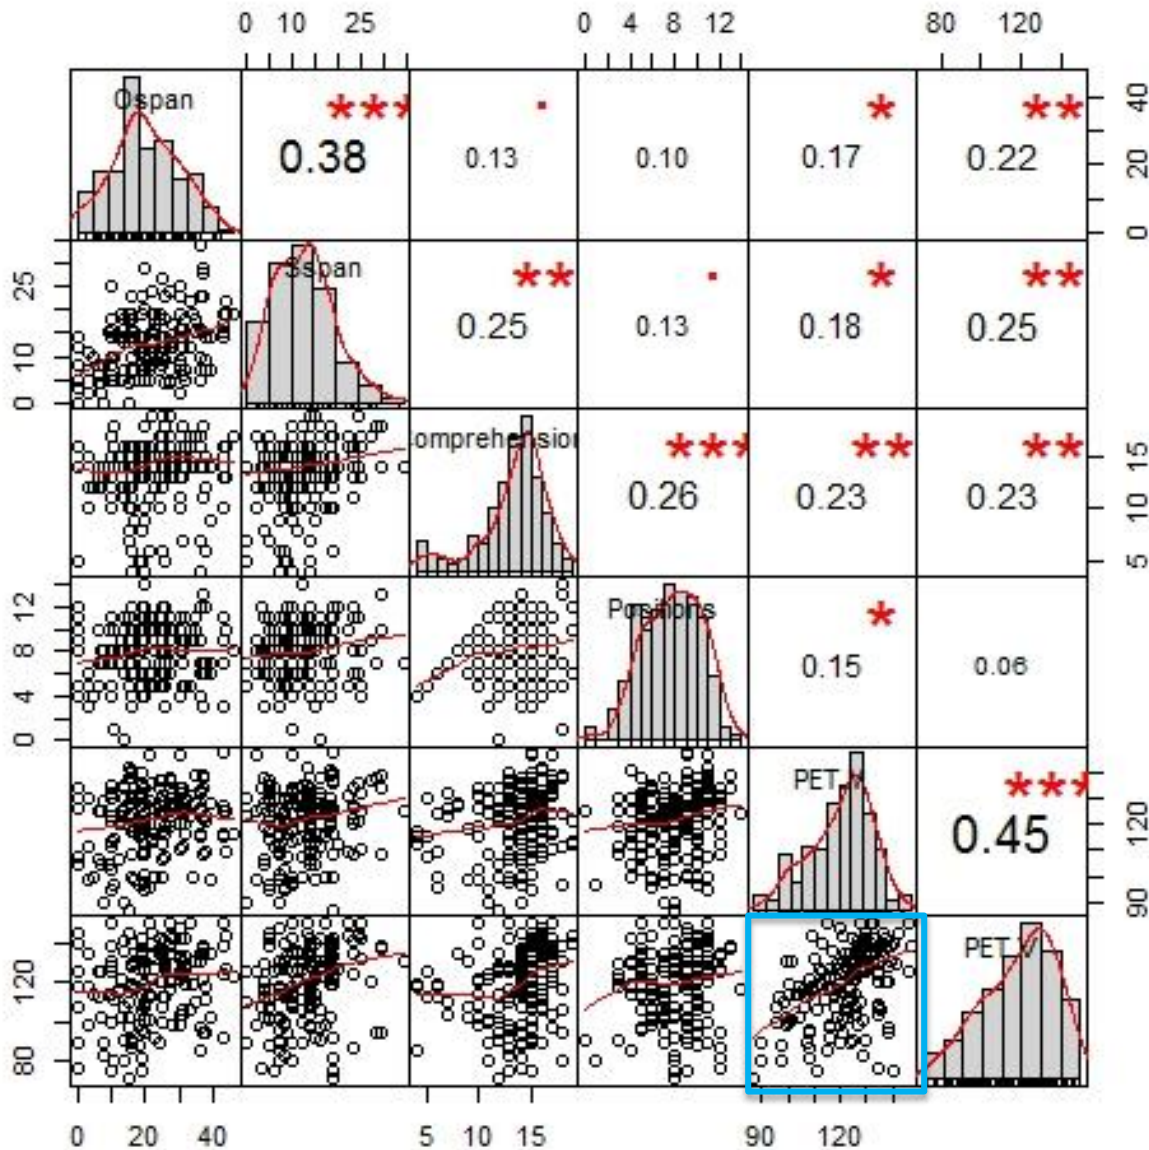 0 10 25 0 4 8 12 80 120
Ospan *** . * **
0.38 0.13 0.10 0.17 0.22
0 20 40
Sspan ** . * **
0.25 0.13 0.18 0.25
0 10 25
omprehension *** ** **
0.26 0.23 0.23
5 10 15
Positions *
0.15 0.06
0 4 8 12
PET ***
0.45
90 120
PET V
80 120
0 20 40 5 10 15 90 120